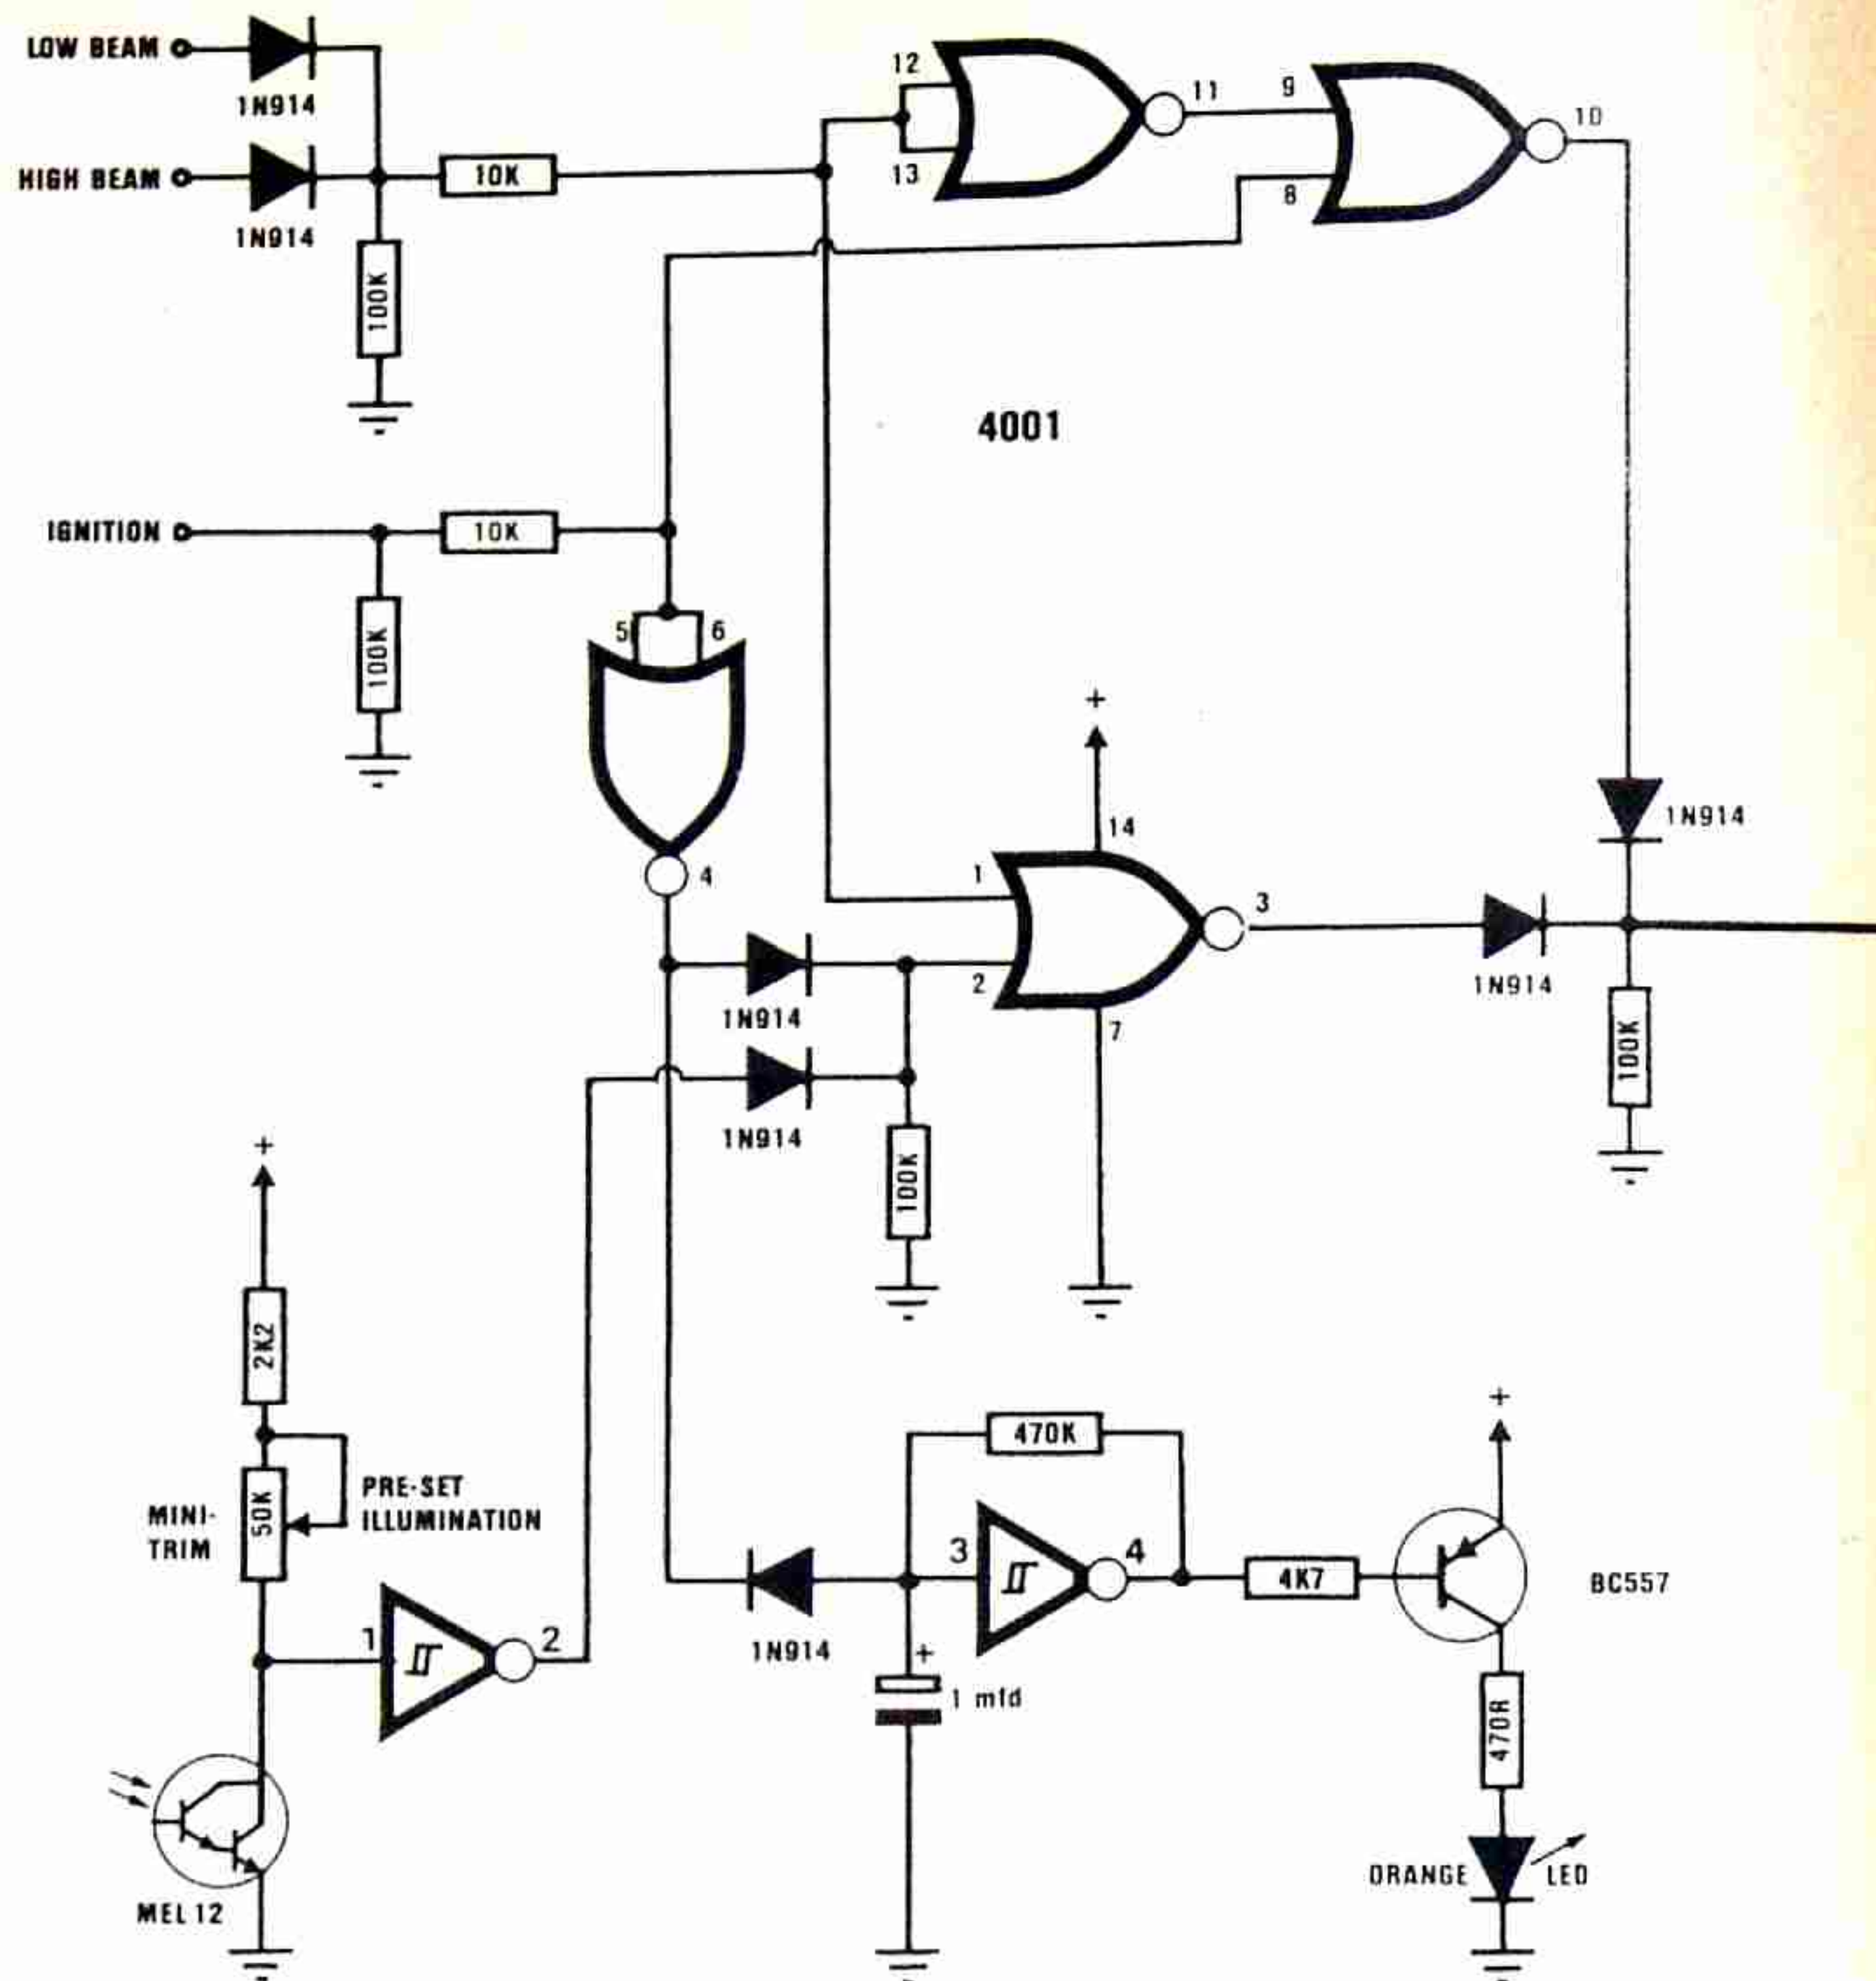 LOW BEAM
1N914
HIGH BEAM
1N914
10K
100K
12
13
11
9
8
10
4001
IGNITION
10K
100K
5
6
4
+
14
1
2
3
7
1N914
1N914
1N914
1N914
100K
100K
+
2K2
50K
MINI-
TRIM
PRE-SET
ILLUMINATION
1
2
MEL 12
470K
3
4
1N914
+
1 mfd
4K7
+
BC557
470R
ORANGE LED